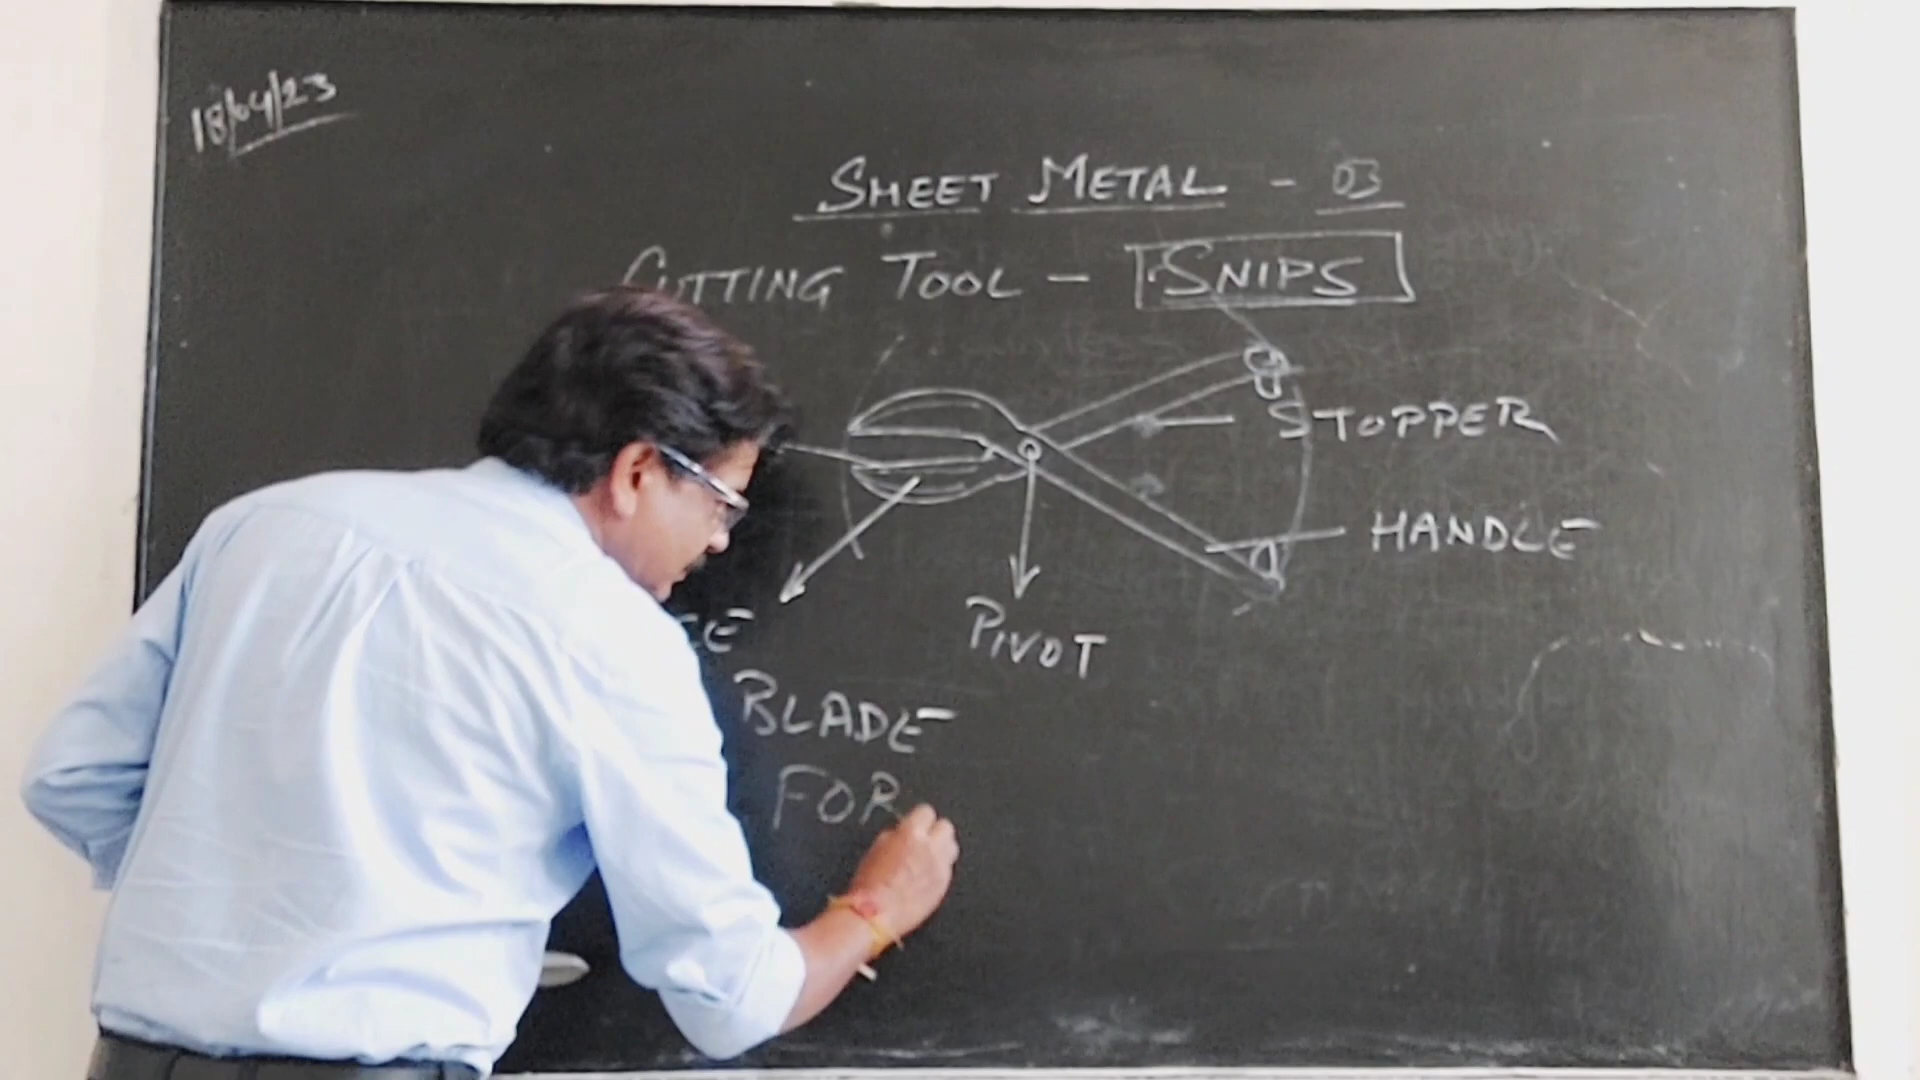 18/04/23
SHEET METAL - 03
CUTTING TOOL - SNIPS
STOPPER
HANDLE
PIVOT
BLADE
FOR